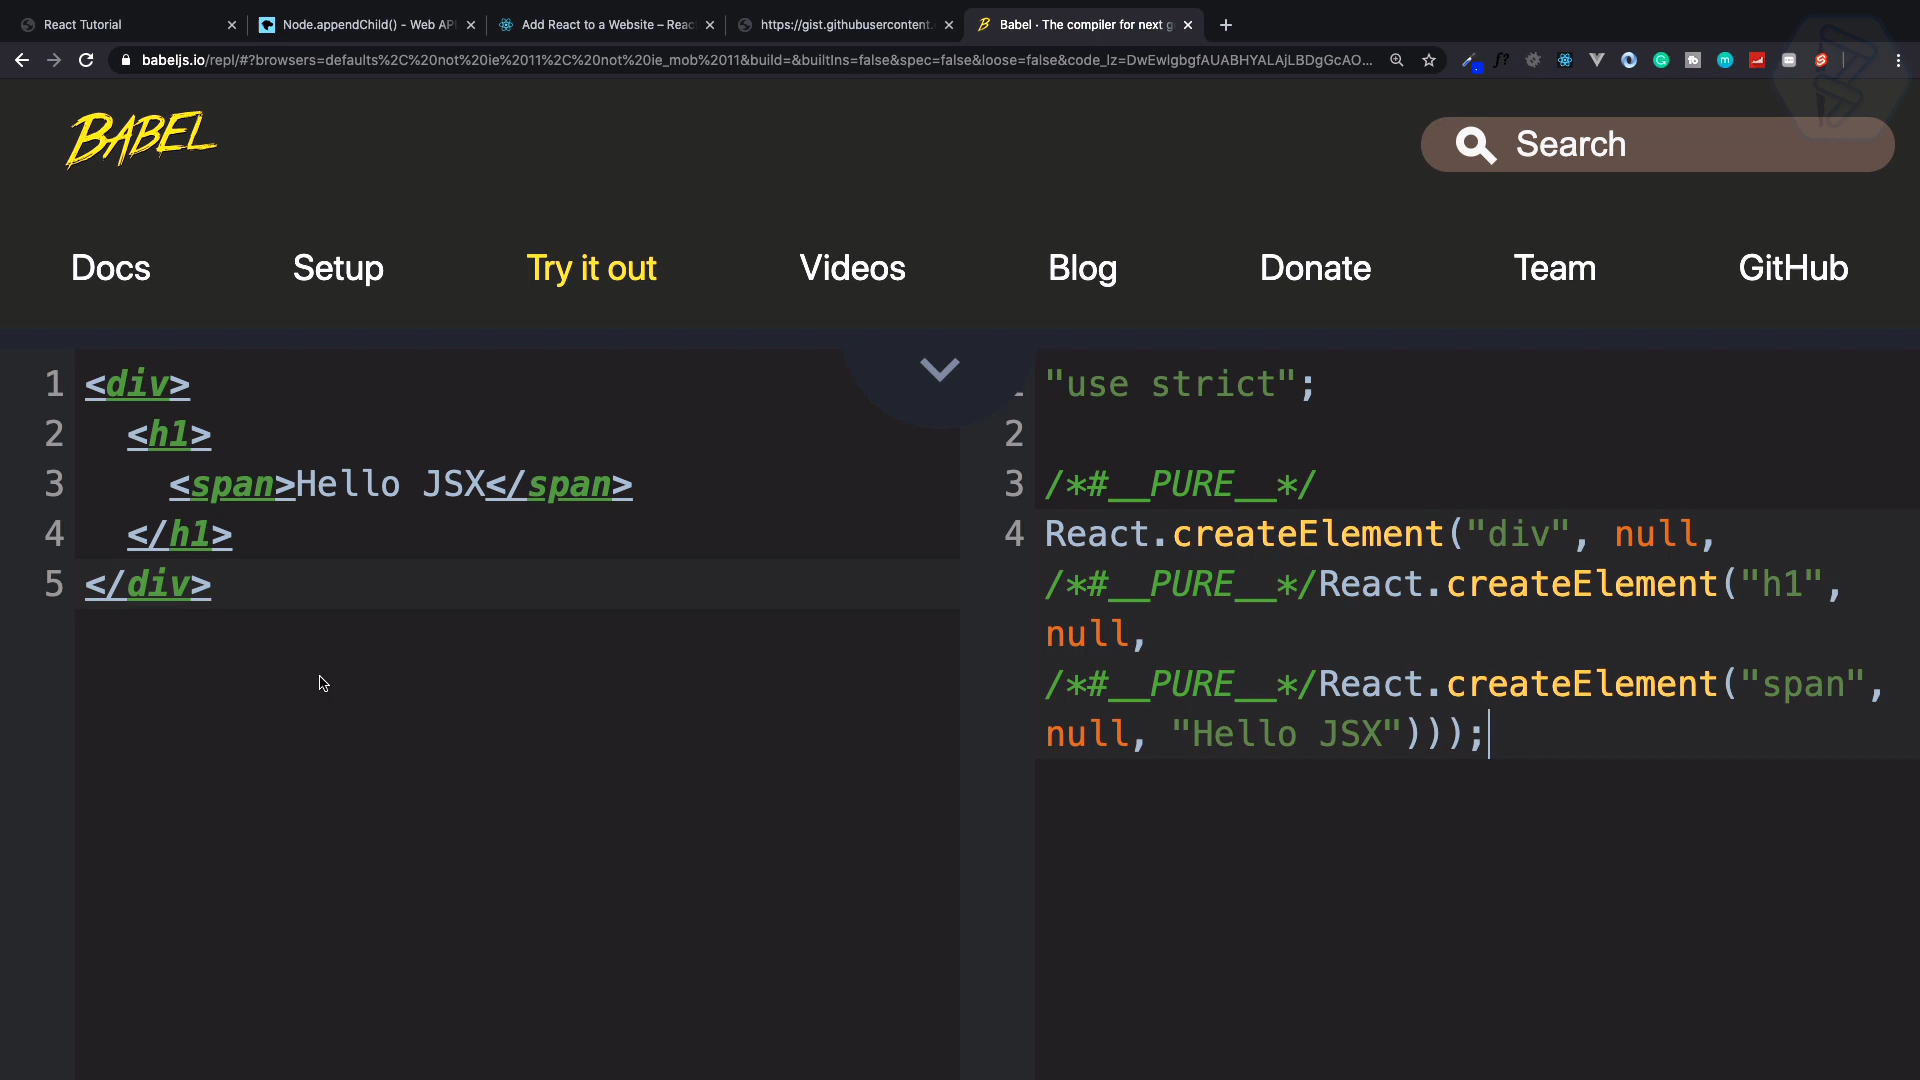 React Tutorial
Node.appendChild() - Web AP
Add React to a Website – Reac
https://gist.githubusercontent.
Babel · The compiler for next g
babeljs.io/repl/#?browsers=defaults%2C%20not%20ie%2011%2C%20not%20ie_mob%2011&build=&builtIns=false&spec=false&loose=false&code_lz=DwEwlgbgfAUABHYALAjLBDgGcAO...
BABEL
Search
Docs Setup Try it out Videos Blog Donate Team GitHub
1 <div>
2 <h1>
3 <span>Hello JSX</span>
4 </h1>
5 </div>
"use strict";
2
3 /*#__PURE__*/
4 React.createElement("div", null,
/*#__PURE__*/React.createElement("h1",
null,
/*#__PURE__*/React.createElement("span",
null, "Hello JSX")));